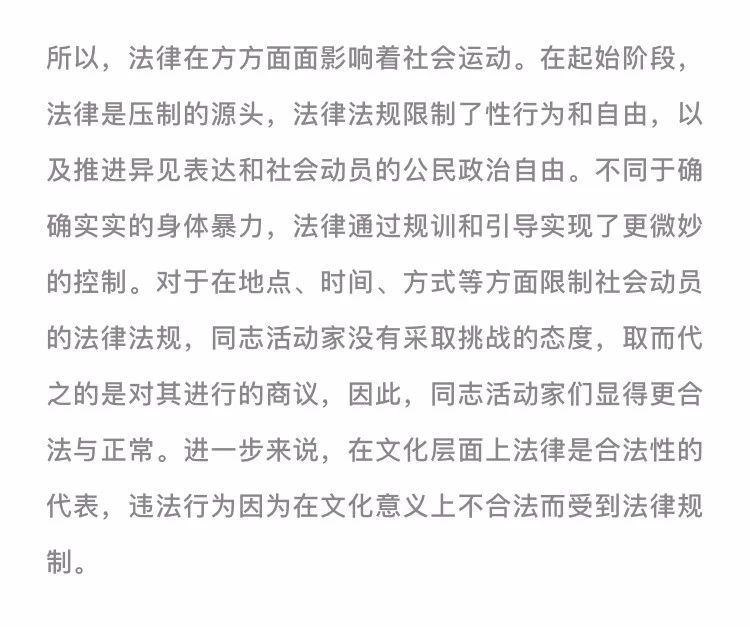 所以，法律在方方面面影响着社会运动。在起始阶段，
法律是压制的源头，法律法规限制了性行为和自由，以
及推进异见表达和社会动员的公民政治自由。不同于确
确实实的身体暴力，法律通过规训和引导实现了更微妙
的控制。对于在地点、时间、方式等方面限制社会动员
的法律法规，同志活动家没有采取挑战的态度，取而代
之的是对其进行的商议，因此，同志活动家们显得更合
法与正常。进一步来说，在文化层面上法律是合法性的
代表，违法行为因为在文化意义上不合法而受到法律规
制。